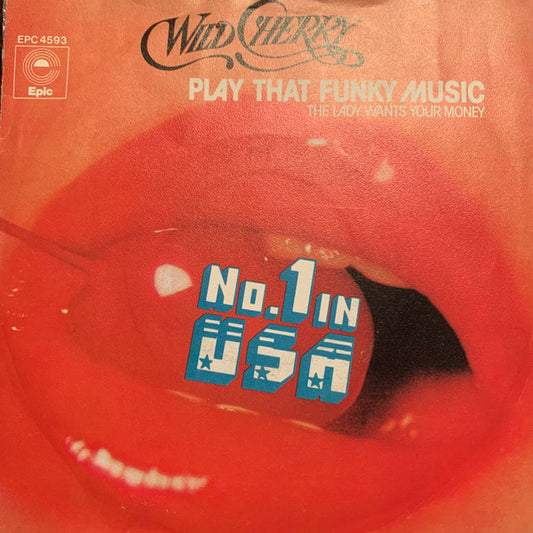 WILD CHERRY
EPC 4593
Epic
PLAY THAT FUNKY MUSIC
THE LADY WANTS YOUR MONEY
No. 1 IN
USA